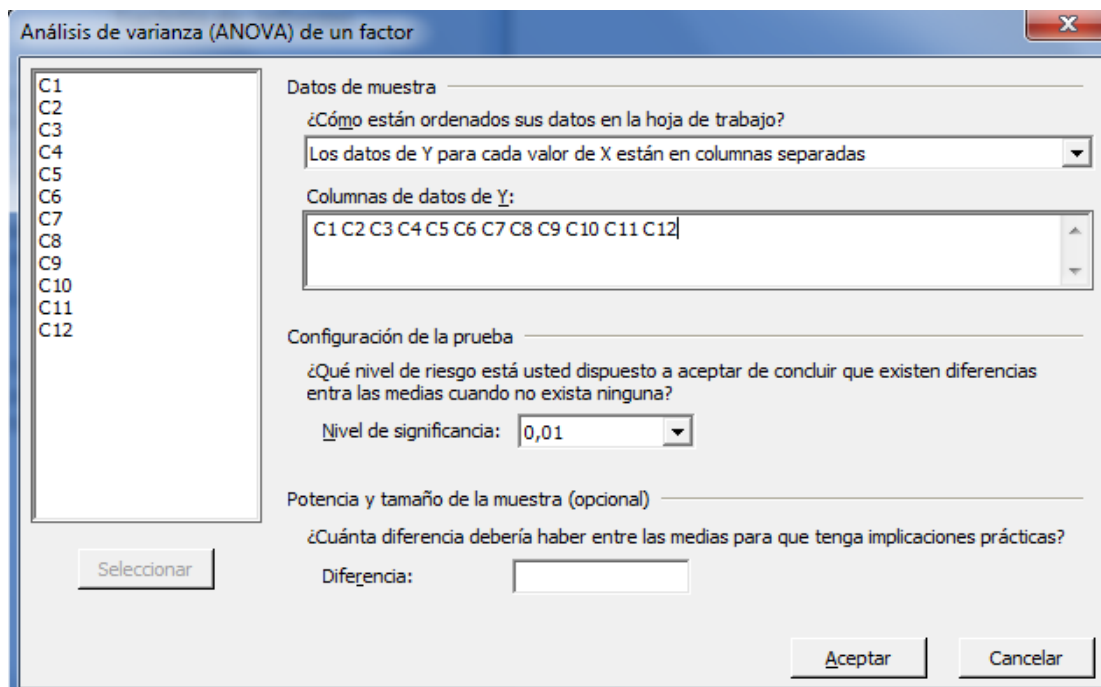 Análisis de varianza (ANOVA) de un factor
C1
C2
C3
C4
C5
C6
C7
C8
C9
C10
C11
C12
Seleccionar
Datos de muestra
¿Cómo están ordenados sus datos en la hoja de trabajo?
Los datos de Y para cada valor de X están en columnas separadas
Columnas de datos de Y:
C1 C2 C3 C4 C5 C6 C7 C8 C9 C10 C11 C12
Configuración de la prueba
¿Qué nivel de riesgo está usted dispuesto a aceptar de concluir que existen diferencias
entra las medias cuando no exista ninguna?
Nivel de significancia: 0,01
Potencia y tamaño de la muestra (opcional)
¿Cuánta diferencia debería haber entre las medias para que tenga implicaciones prácticas?
Diferencia:
Aceptar Cancelar